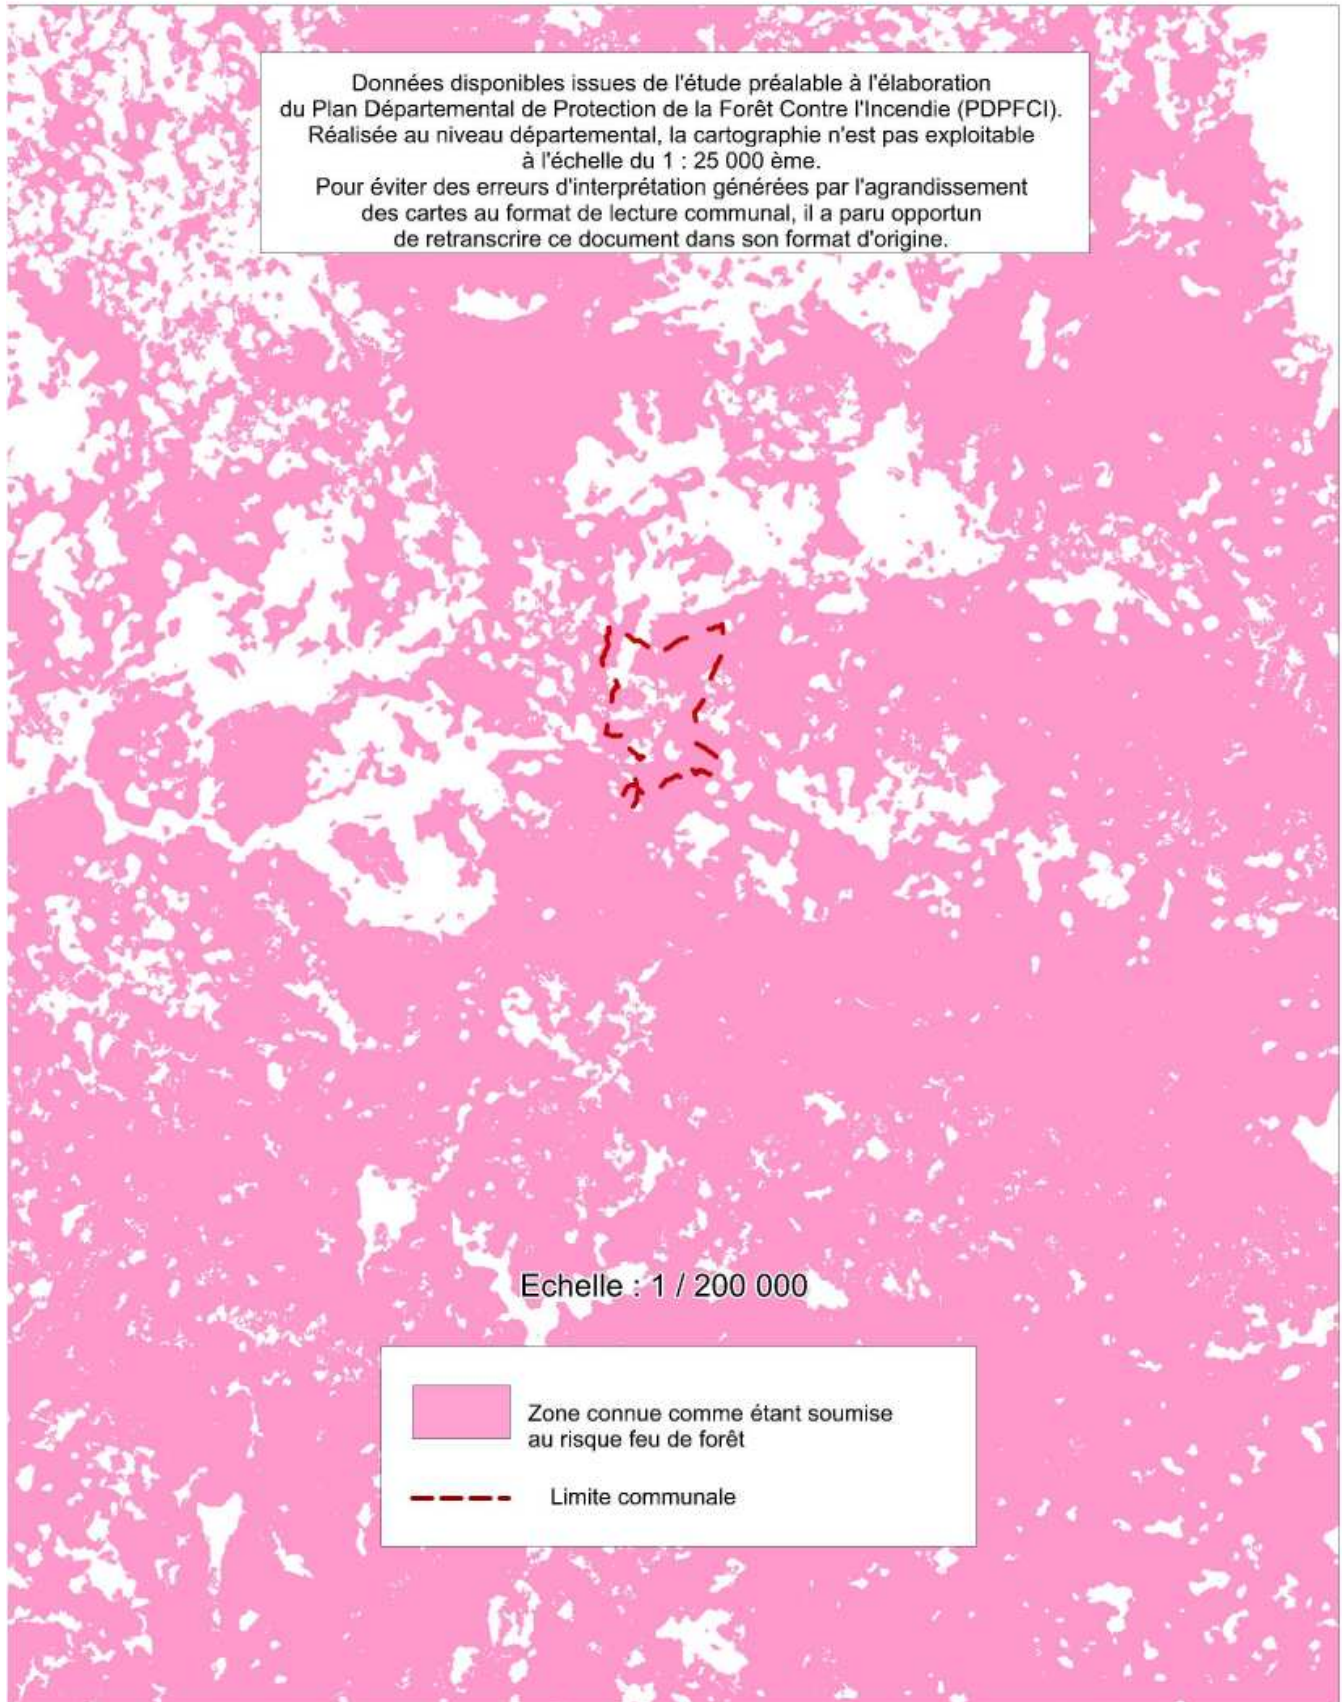 Données disponibles issues de l'étude préalable à l'élaboration
du Plan Départemental de Protection de la Forêt Contre l'Incendie (PDPFCI).
Réalisée au niveau départemental, la cartographie n'est pas exploitable
à l'échelle du 1 : 25 000 ème.
Pour éviter des erreurs d'interprétation générées par l'agrandissement
des cartes au format de lecture communal, il a paru opportun
de retranscrire ce document dans son format d'origine.
Echelle : 1 / 200 000
Zone connue comme étant soumise
au risque feu de forêt
Limite communale